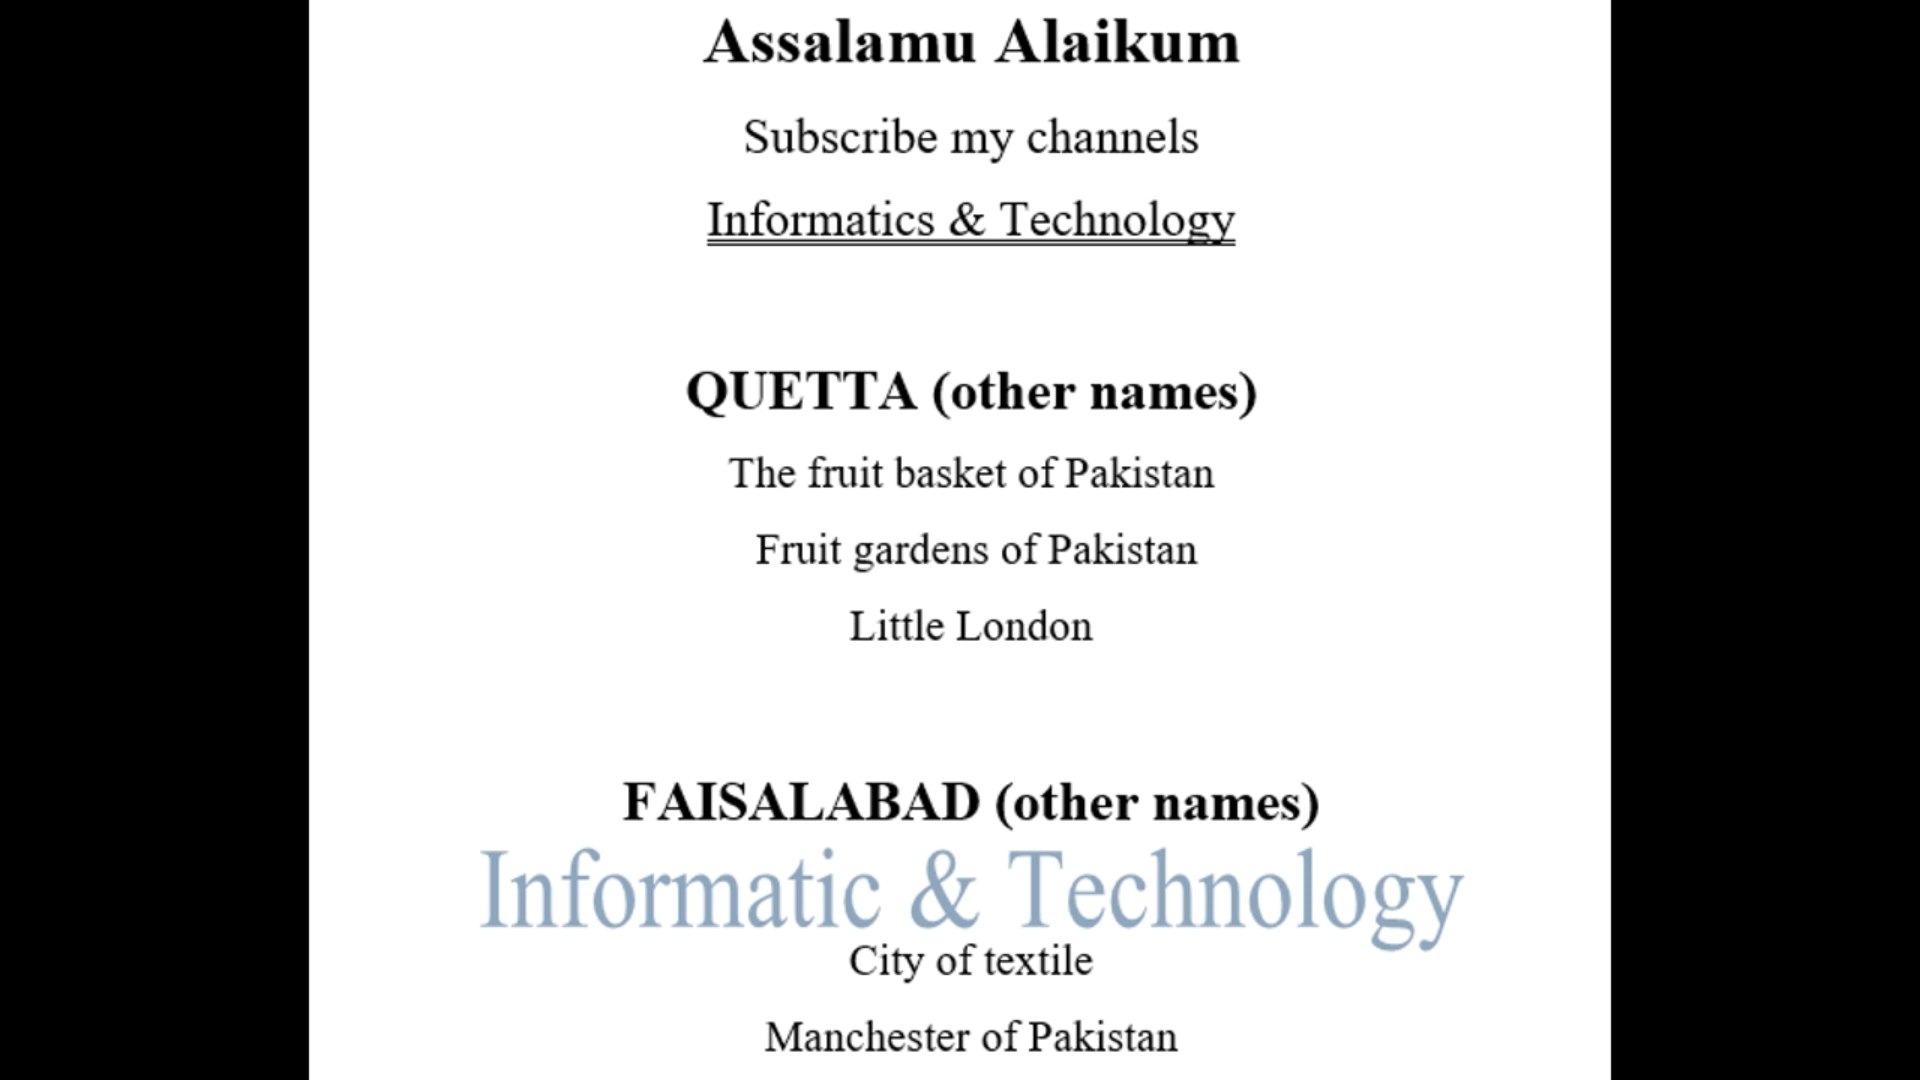 Assalamu Alaikum
Subscribe my channels
Informatics & Technology
QUETTA (other names)
The fruit basket of Pakistan
Fruit gardens of Pakistan
Little London
FAISALABAD (other names)
Informatic & Technology
City of textile
Manchester of Pakistan